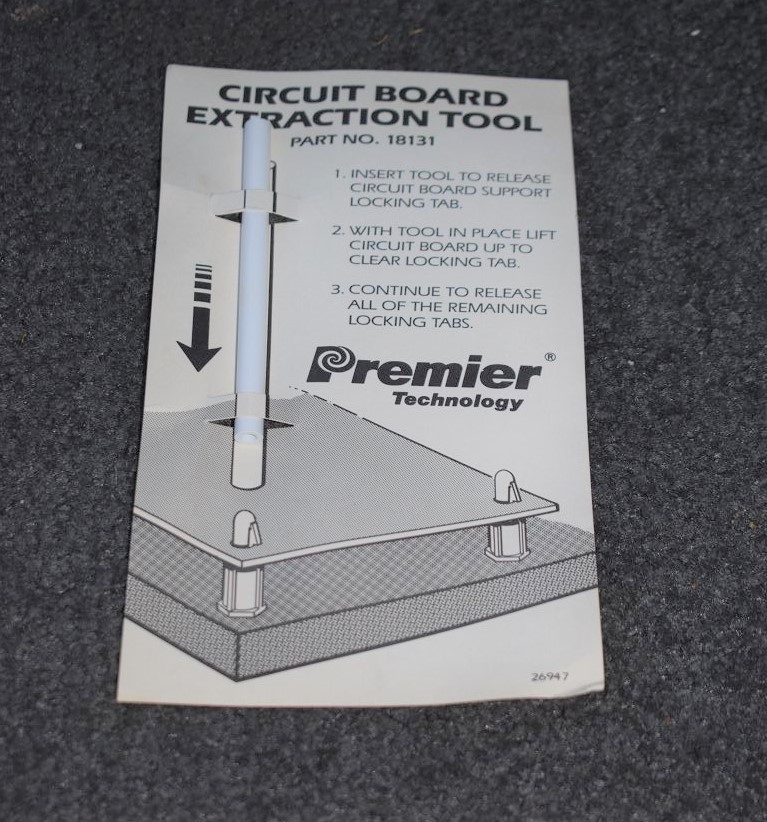 CIRCUIT BOARD
EXTRACTION TOOL
PART NO. 18131
1. INSERT TOOL TO RELEASE
CIRCUIT BOARD SUPPORT
LOCKING TAB.
2. WITH TOOL IN PLACE LIFT
CIRCUIT BOARD UP TO
CLEAR LOCKING TAB.
3. CONTINUE TO RELEASE
ALL OF THE REMAINING
LOCKING TABS.
Premier®
Technology
26947